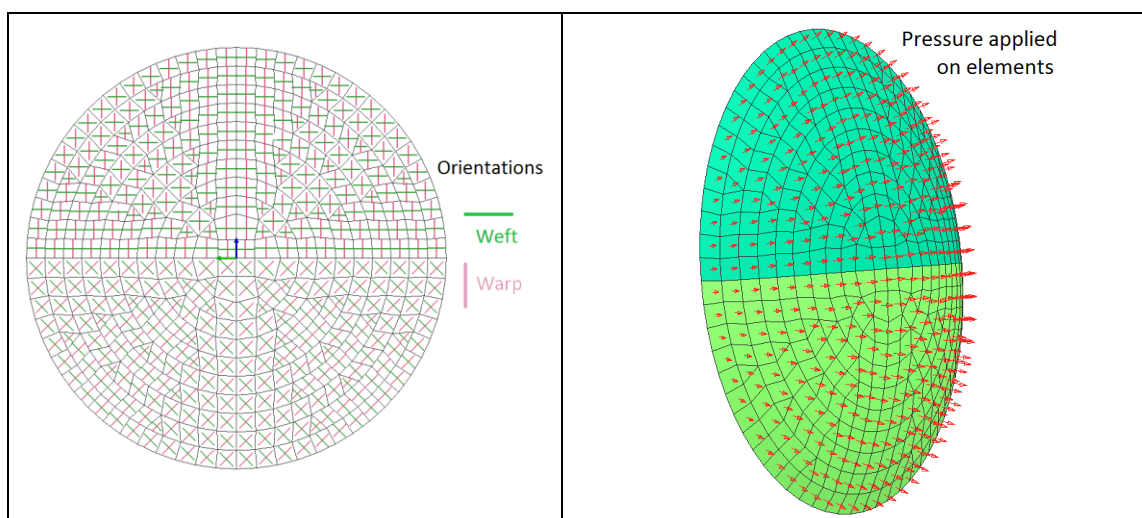 Orientations
Weft
Warp
Pressure applied
on elements